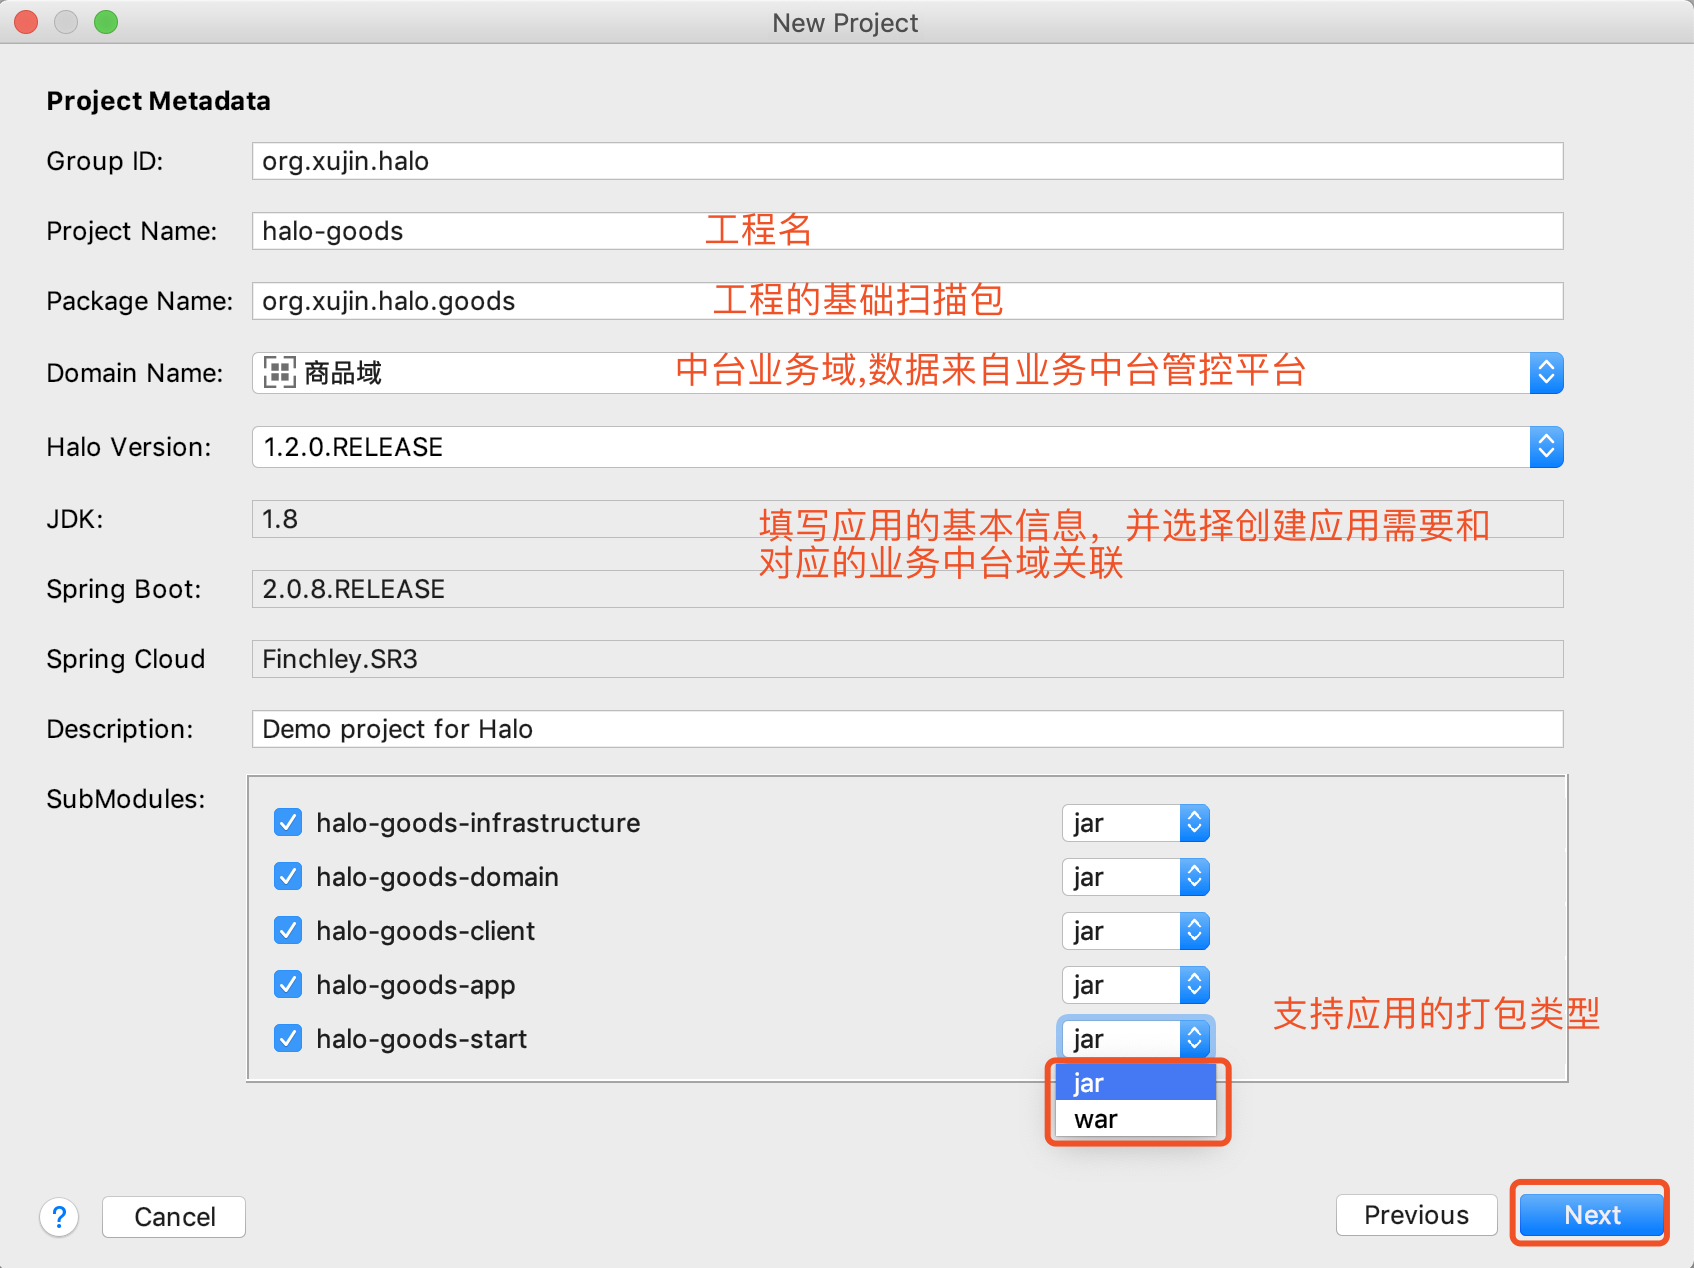 New Project
Project Metadata
Group ID: org.xujin.halo
Project Name: halo-goods 工程名
Package Name: org.xujin.halo.goods 工程的基础扫描包
Domain Name: 商品域 中台业务域,数据来自业务中台管控平台
Halo Version: 1.2.0.RELEASE
JDK: 1.8 填写应用的基本信息，并选择创建应用需要和
对应的业务中台域关联
Spring Boot: 2.0.8.RELEASE
Spring Cloud Finchley.SR3
Description: Demo project for Halo
SubModules:
halo-goods-infrastructure jar
halo-goods-domain jar
halo-goods-client jar
halo-goods-app jar
支持应用的打包类型
halo-goods-start jar
jar
war
? Cancel Previous Next